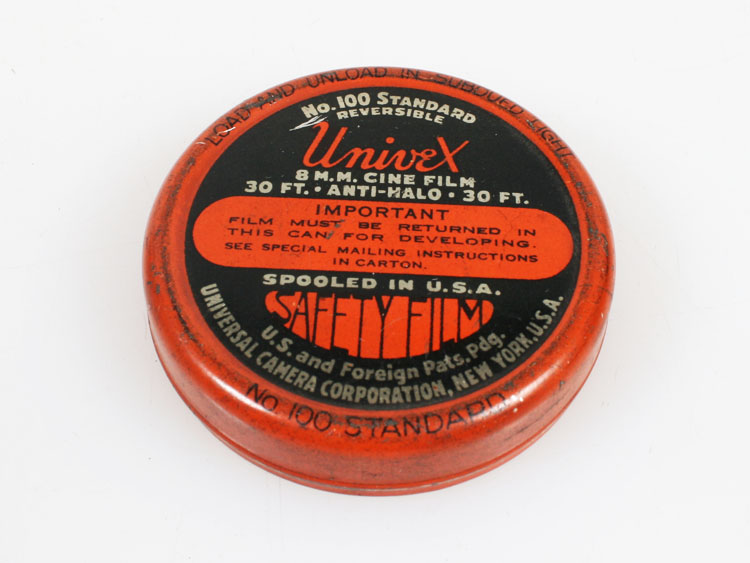 LOAD AND UNLOAD IN SUBDUED LIGHT
No. 100 STANDARD
REVERSIBLE
UniveX
8 M.M. CINE FILM
30 FT. • ANTI-HALO • 30 FT.
IMPORTANT
FILM MUST BE RETURNED IN
THIS CAN FOR DEVELOPING.
SEE SPECIAL MAILING INSTRUCTIONS
IN CARTON.
SPOOLED IN U.S.A.
SAFETY FILM
U.S. and Foreign Pats. Pdg.
UNIVERSAL CAMERA CORPORATION, NEW YORK, U.S.A.
No. 100 STANDARD